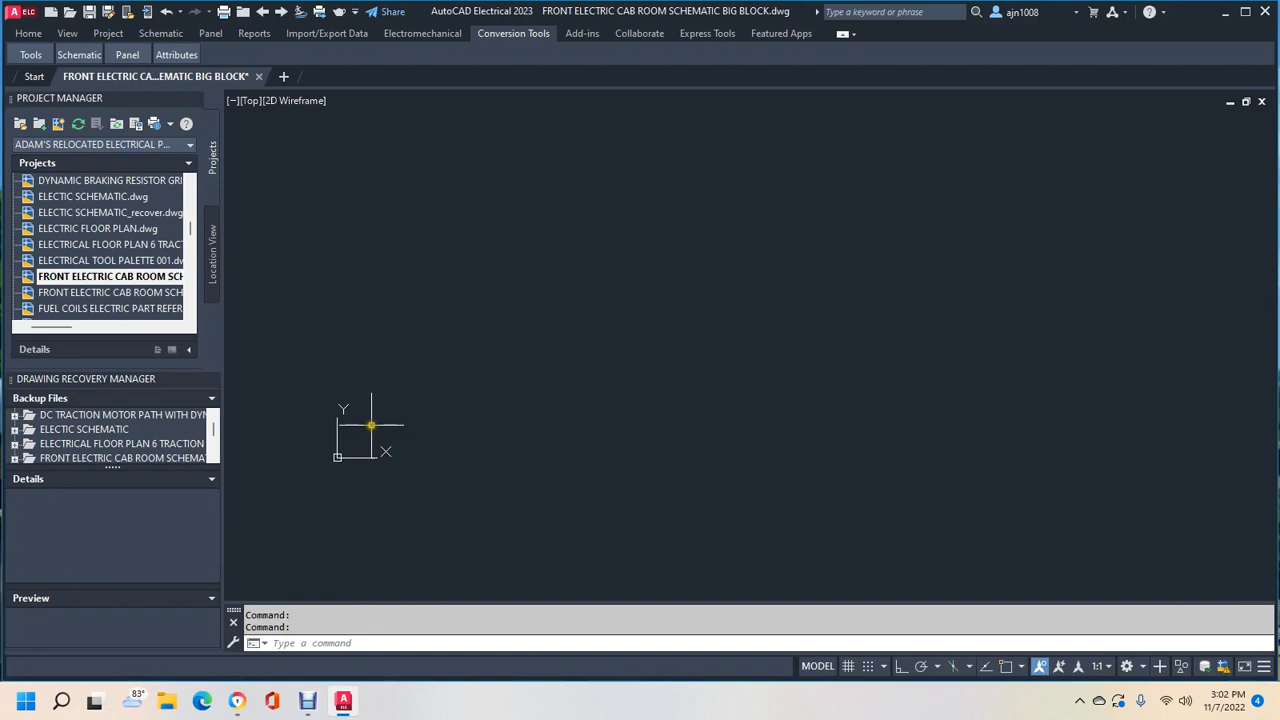 ELC
Share
AutoCAD Electrical 2023
FRONT ELECTRIC CAB ROOM SCHEMATIC BIG BLOCK.dwg
Type a keyword or phrase
ajn1008
Home
View
Project
Schematic
Panel
Reports
Import/Export Data
Electromechanical
Conversion Tools
Add-ins
Collaborate
Express Tools
Featured Apps
Tools
Schematic
Panel
Attributes
Start
FRONT ELECTRIC CA...EMATIC BIG BLOCK*
PROJECT MANAGER
[−][Top][2D Wireframe]
ADAM'S RELOCATED ELECTRICAL P...
Projects
DYNAMIC BRAKING RESISTOR GRI
ELECTIC SCHEMATIC.dwg
ELECTIC SCHEMATIC_recover.dwg
ELECTRIC FLOOR PLAN.dwg
ELECTRICAL FLOOR PLAN 6 TRACT
ELECTRICAL TOOL PALETTE 001.dw
FRONT ELECTRIC CAB ROOM SCH
FRONT ELECTRIC CAB ROOM SCH
FUEL COILS ELECTRIC PART REFER
Details
Projects
Location View
DRAWING RECOVERY MANAGER
Backup Files
DC TRACTION MOTOR PATH WITH DYN
ELECTIC SCHEMATIC
ELECTRICAL FLOOR PLAN 6 TRACTION
FRONT ELECTRIC CAB ROOM SCHEMA
Details
Preview
Y
X
Command:
Command:
Type a command
MODEL
1:1
83°
A
ELC
3:02 PM
11/7/2022
4